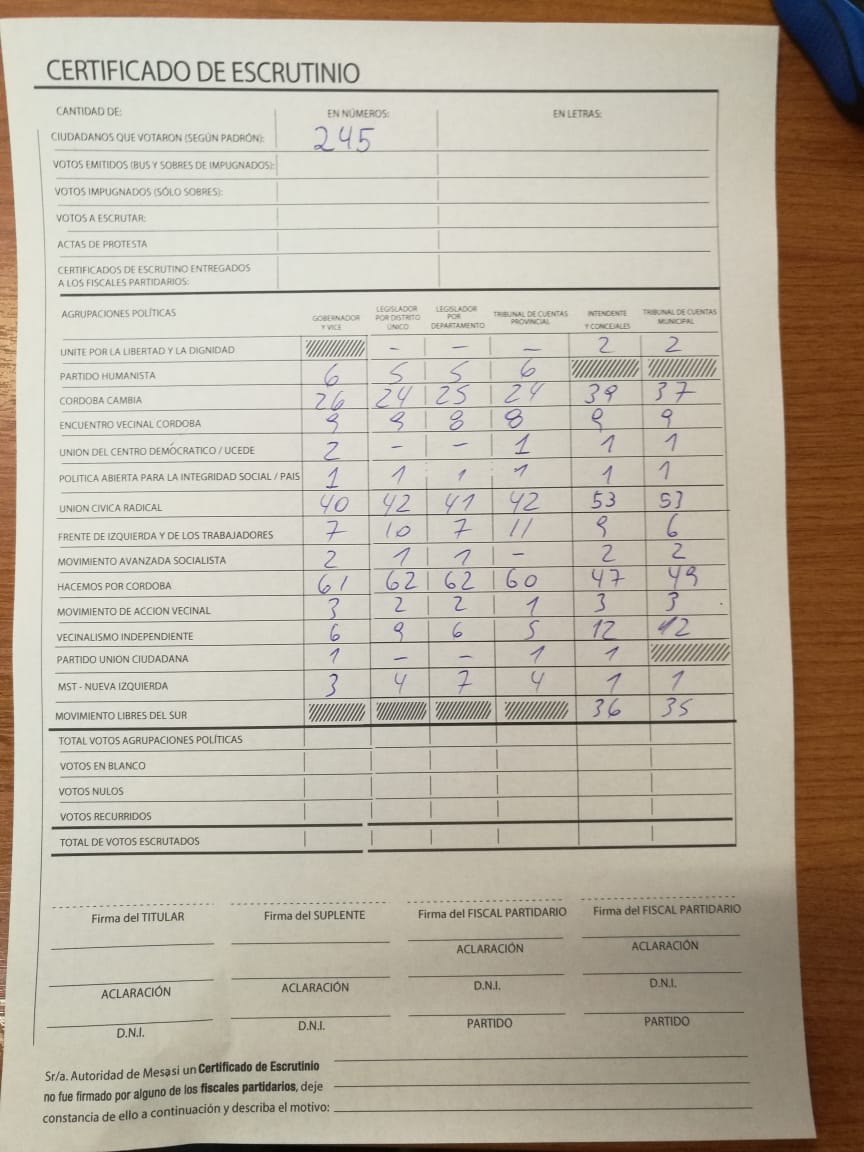 CERTIFICADO DE ESCRUTINIO
CANTIDAD DE: EN NÚMEROS: EN LETRAS:
CIUDADANOS QUE VOTARON (SEGÚN PADRÓN): 245
VOTOS EMITIDOS (BUS Y SOBRES DE IMPUGNADOS):
VOTOS IMPUGNADOS (SÓLO SOBRES):
VOTOS A ESCRUTAR:
ACTAS DE PROTESTA
CERTIFICADOS DE ESCRUTINO ENTREGADOS
A LOS FISCALES PARTIDARIOS:
AGRUPACIONES POLÍTICAS GOBERNADOR Y VICE LEGISLADOR POR DISTRITO ÚNICO LEGISLADOR POR DEPARTAMENTO TRIBUNAL DE CUENTAS PROVINCIAL INTENDENTE Y CONCEJALES TRIBUNAL DE CUENTAS MUNICIPAL
UNITE POR LA LIBERTAD Y LA DIGNIDAD - - - 2 2
PARTIDO HUMANISTA 6 5 5 6
CORDOBA CAMBIA 26 24 25 24 39 37
ENCUENTRO VECINAL CORDOBA 9 9 8 8 9 9
UNION DEL CENTRO DEMÓCRATICO / UCEDE 2 - - 1 1 1
POLITICA ABIERTA PARA LA INTEGRIDAD SOCIAL / PAIS 1 1 1 1 1 1
UNION CIVICA RADICAL 40 42 41 42 53 53
FRENTE DE IZQUIERDA Y DE LOS TRABAJADORES 7 10 7 11 9 6
MOVIMIENTO AVANZADA SOCIALISTA 2 1 1 - 2 2
HACEMOS POR CORDOBA 61 62 62 60 47 49
MOVIMIENTO DE ACCION VECINAL 3 2 2 1 3 3
VECINALISMO INDEPENDIENTE 6 9 6 5 12 12
PARTIDO UNION CIUDADANA 1 - - 1 1
MST - NUEVA IZQUIERDA 3 4 7 4 1 1
MOVIMIENTO LIBRES DEL SUR 36 35
TOTAL VOTOS AGRUPACIONES POLÍTICAS
VOTOS EN BLANCO
VOTOS NULOS
VOTOS RECURRIDOS
TOTAL DE VOTOS ESCRUTADOS
Firma del TITULAR Firma del SUPLENTE Firma del FISCAL PARTIDARIO Firma del FISCAL PARTIDARIO
ACLARACIÓN ACLARACIÓN ACLARACIÓN ACLARACIÓN
D.N.I. D.N.I. D.N.I. D.N.I.
PARTIDO PARTIDO
Sr/a. Autoridad de Mesa si un Certificado de Escrutinio
no fue firmado por alguno de los fiscales partidarios, deje
constancia de ello a continuación y describa el motivo: